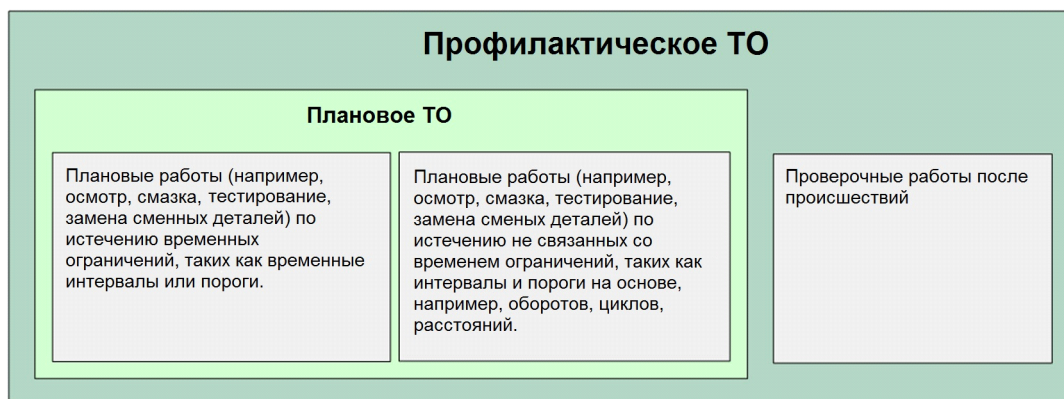 Профилактическое ТО
Плановое ТО
Плановые работы (например,
осмотр, смазка, тестирование,
замена сменных деталей) по
истечению временных
ограничений, таких как временные
интервалы или пороги.
Плановые работы (например,
осмотр, смазка, тестирование,
замена сменых деталей) по
истечению не связанных со
временем ограничений, таких как
интервалы и пороги на основе,
например, оборотов, циклов,
расстояний.
Проверочные работы после
происшествий